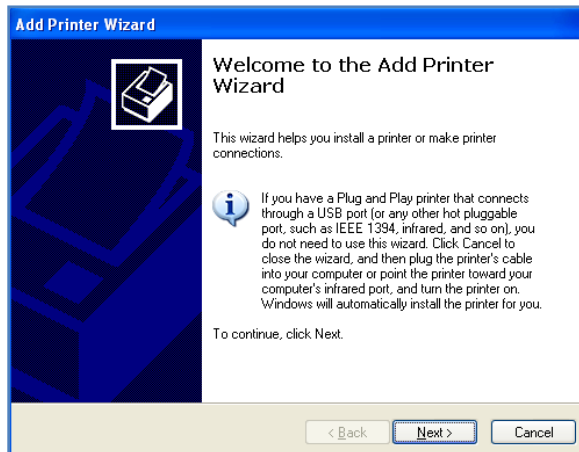 Add Printer Wizard
Welcome to the Add Printer
Wizard
This wizard helps you install a printer or make printer
connections.
If you have a Plug and Play printer that connects
through a USB port (or any other hot pluggable
port, such as IEEE 1394, infrared, and so on), you
do not need to use this wizard. Click Cancel to
close the wizard, and then plug the printer's cable
into your computer or point the printer toward your
computer's infrared port, and turn the printer on.
Windows will automatically install the printer for you.
To continue, click Next.
< Back Next > Cancel